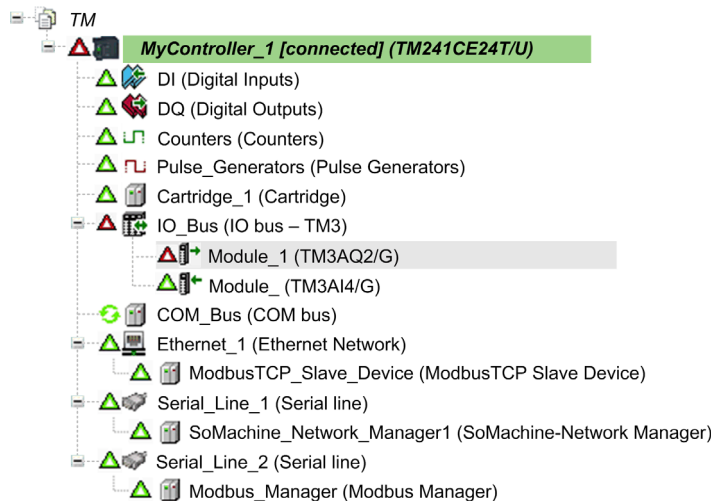 TM
MyController_1 [connected] (TM241CE24T/U)
DI (Digital Inputs)
DQ (Digital Outputs)
Counters (Counters)
Pulse_Generators (Pulse Generators)
Cartridge_1 (Cartridge)
IO_Bus (IO bus – TM3)
Module_1 (TM3AQ2/G)
Module_ (TM3AI4/G)
COM_Bus (COM bus)
Ethernet_1 (Ethernet Network)
ModbusTCP_Slave_Device (ModbusTCP Slave Device)
Serial_Line_1 (Serial line)
SoMachine_Network_Manager1 (SoMachine-Network Manager)
Serial_Line_2 (Serial line)
Modbus_Manager (Modbus Manager)